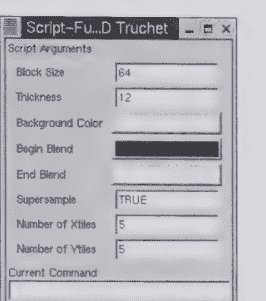 Script-Fu...D Truchet
Script Arguments
Block Size 64
Thickness 12
Background Color
Begin Blend
End Blend
Supersample TRUE
Number of Xtiles 5
Number of Ytiles 5
Current Command